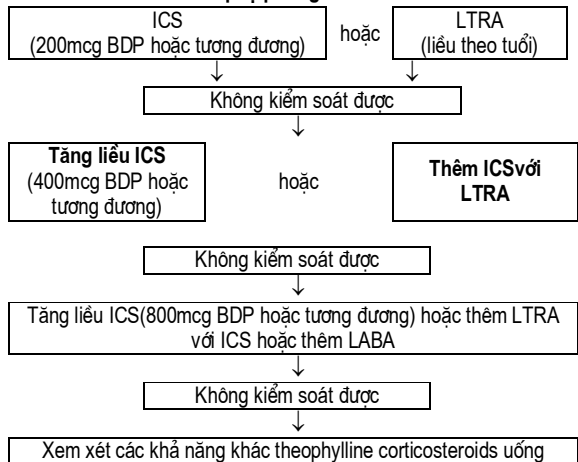 ICS
(200mcg BDP hoặc tương đương)
hoặc
LTRA
(liều theo tuổi)
Không kiểm soát được
Tăng liều ICS
(400mcg BDP hoặc
tương đương)
hoặc
Thêm ICSvới
LTRA
Không kiểm soát được
Tăng liều ICS(800mcg BDP hoặc tương đương) hoặc thêm LTRA
với ICS hoặc thêm LABA
Không kiểm soát được
Xem xét các khả năng khác theophylline corticosteroids uống